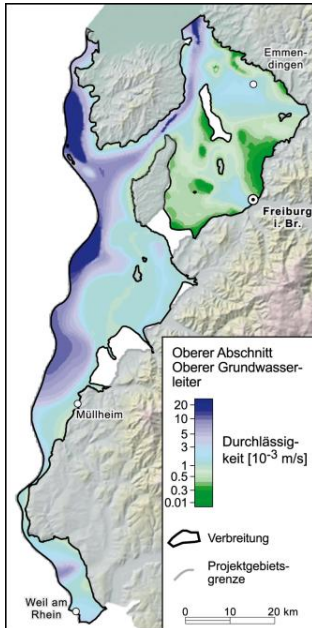 Emmen-
dingen
Freiburg
i. Br.
Oberer Abschnitt
Oberer Grundwasser-
leiter
20
10
5
3
1
0.5
0.3
0.01
Durchlässig-
keit [10⁻³ m/s]
Müllheim
Verbreitung
Projektgebiets-
grenze
Weil am
Rhein
0 10 20 km